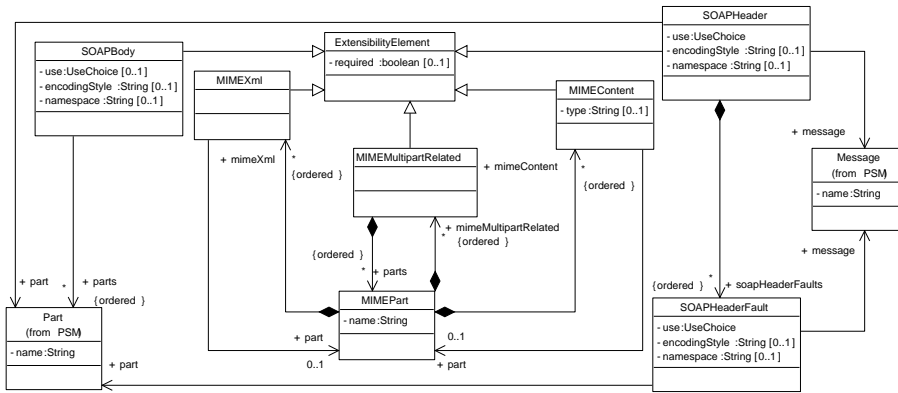 SOAPHeader
- use:UseChoice
- encodingStyle :String [0..1]
- namespace:String [0..1]
SOAPBody
- use:UseChoice [0..1]
- encodingStyle :String [0..1]
- namespace:String [0..1]
ExtensibilityElement
- required :boolean [0..1]
MIMEXml
MIMEContent
- type:String [0..1]
+ mimeXml
*
{ordered }
MIMEMultipartRelated
+ mimeContent
*
{ordered }
+ message
Message
(from PSM)
- name:String
+ message
+ mimeMultipartRelated
*
{ordered }
{ordered }
*
+ parts
+ part
*
+ parts
{ordered }
*
{ordered }
+ soapHeaderFaults
Part
(from PSM)
- name:String
MIMEPart
- name:String
SOAPHeaderFault
- use:UseChoice
- encodingStyle :String [0..1]
- namespace:String [0..1]
+ part
0..1
0..1
+ part
+ part